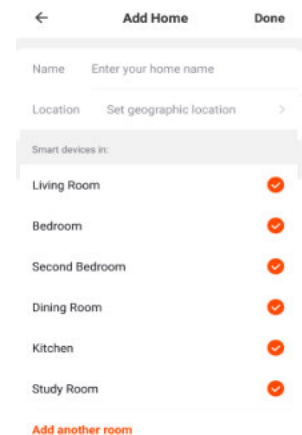 Add Home Done
Name Enter your home name
Location Set geographic location
Smart devices in:
Living Room
Bedroom
Second Bedroom
Dining Room
Kitchen
Study Room
Add another room